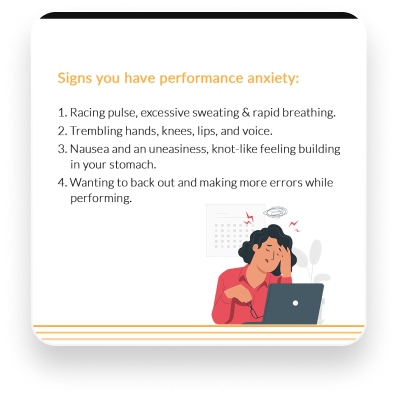 Signs you have performance anxiety:
1. Racing pulse, excessive sweating & rapid breathing.
2. Trembling hands, knees, lips, and voice.
3. Nausea and an uneasiness, knot-like feeling building
in your stomach.
4. Wanting to back out and making more errors while
performing.